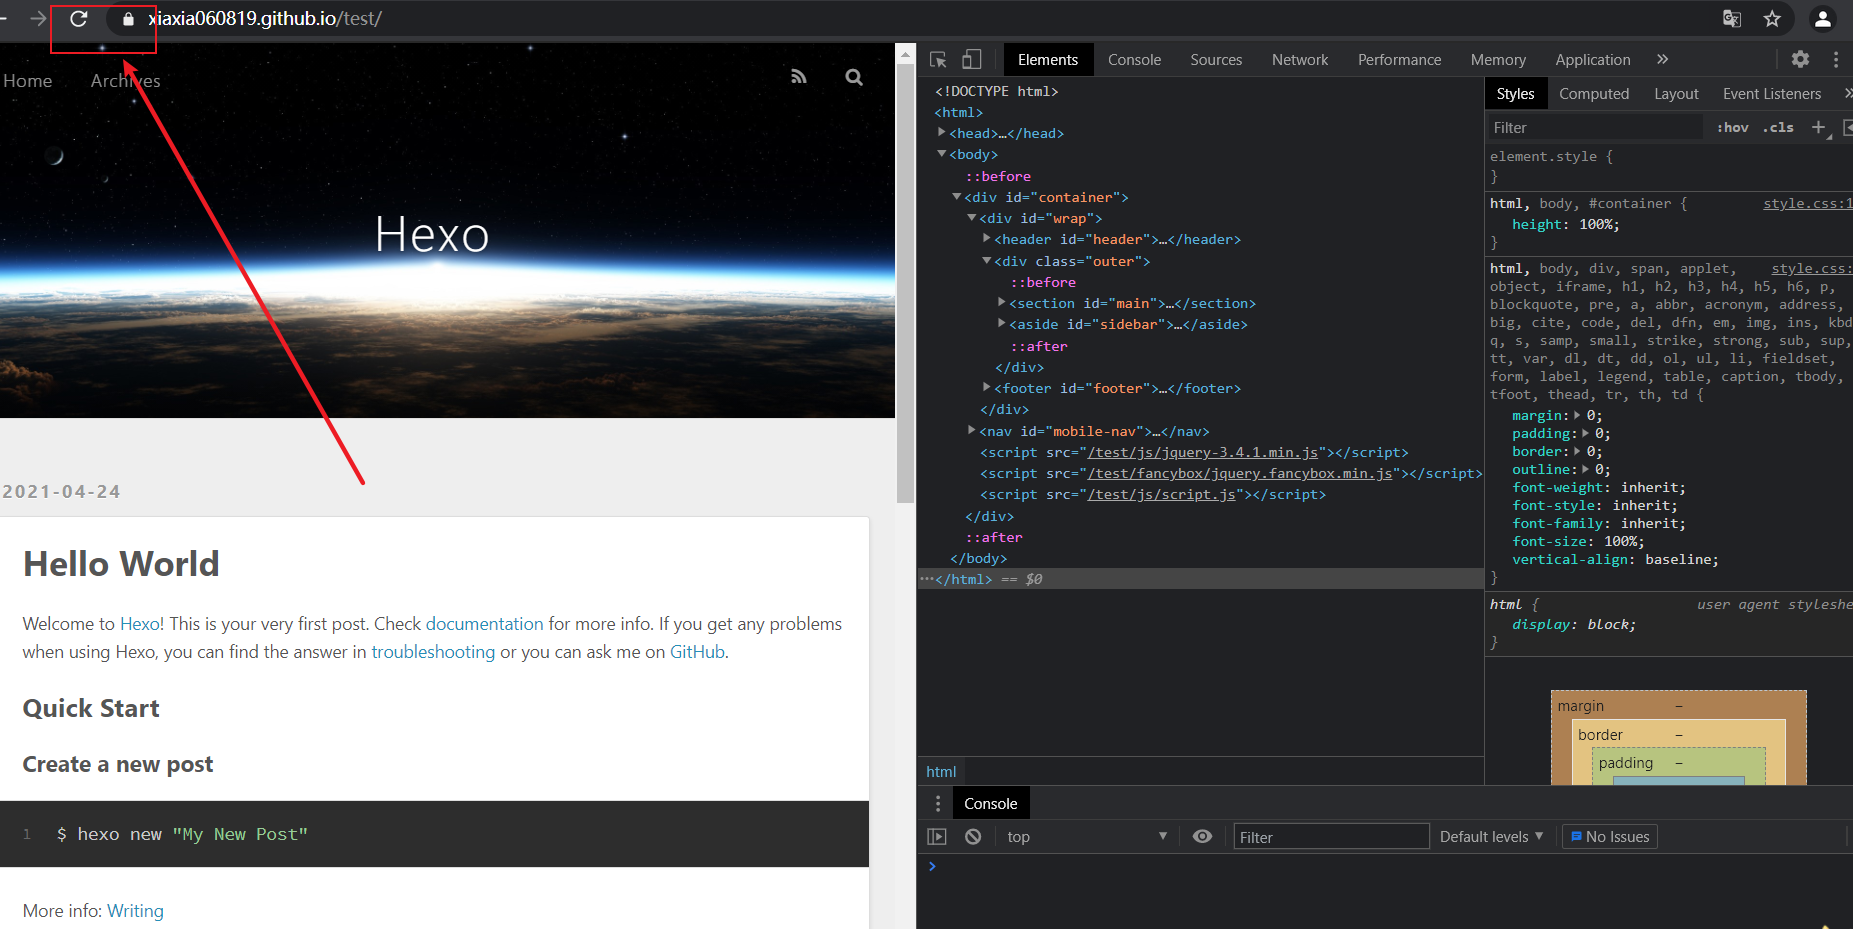 xiaxia060819.github.io/test/
Home
Archives
Hexo
2021-04-24
Hello World
Welcome to Hexo! This is your very first post. Check documentation for more info. If you get any problems
when using Hexo, you can find the answer in troubleshooting or you can ask me on GitHub.
Quick Start
Create a new post
1 $ hexo new "My New Post"
More info: Writing
Elements Console Sources Network Performance Memory Application »
<!DOCTYPE html>
<html>
<head>…</head>
<body>
::before
<div id="container">
<div id="wrap">
<header id="header">…</header>
<div class="outer">
::before
<section id="main">…</section>
<aside id="sidebar">…</aside>
::after
</div>
<footer id="footer">…</footer>
</div>
<nav id="mobile-nav">…</nav>
<script src="/test/js/jquery-3.4.1.min.js"></script>
<script src="/test/fancybox/jquery.fancybox.min.js"></script>
<script src="/test/js/script.js"></script>
</div>
::after
</body>
…</html> == $0
html
Styles Computed Layout Event Listeners »
Filter :hov .cls +
element.style {
}
html, body, #container { style.css:1
height: 100%;
}
html, body, div, span, applet, style.css:
object, iframe, h1, h2, h3, h4, h5, h6, p,
blockquote, pre, a, abbr, acronym, address,
big, cite, code, del, dfn, em, img, ins, kbd
q, s, samp, small, strike, strong, sub, sup,
tt, var, dl, dt, dd, ol, ul, li, fieldset,
form, label, legend, table, caption, tbody,
tfoot, thead, tr, th, td {
margin: 0;
padding: 0;
border: 0;
outline: 0;
font-weight: inherit;
font-style: inherit;
font-family: inherit;
font-size: 100%;
vertical-align: baseline;
}
html { user agent styleshe
display: block;
}
margin –
border –
padding –
Console
top Filter Default levels No Issues